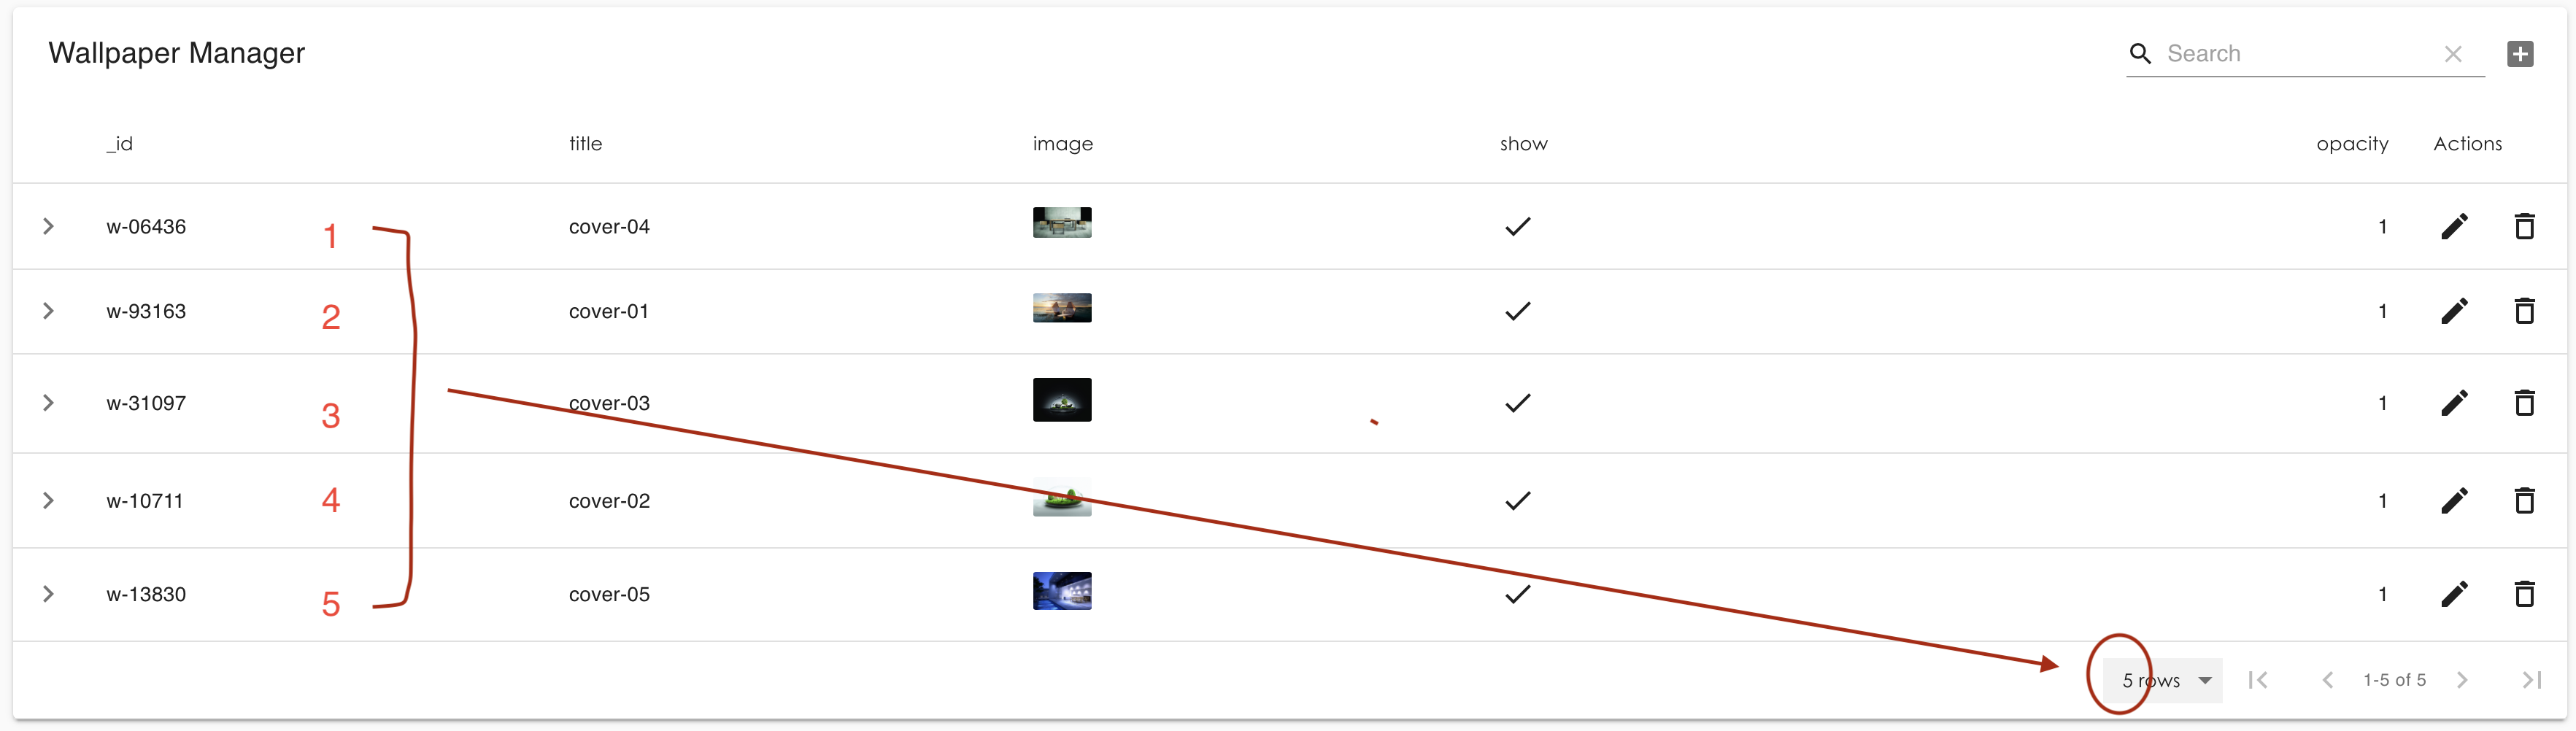 Wallpaper Manager Search
_id title image show opacity Actions
w-06436 1 cover-04 1
w-93163 2 cover-01 1
w-31097 3 cover-03 1
w-10711 4 cover-02 1
w-13830 5 cover-05 1
5 rows 1-5 of 5